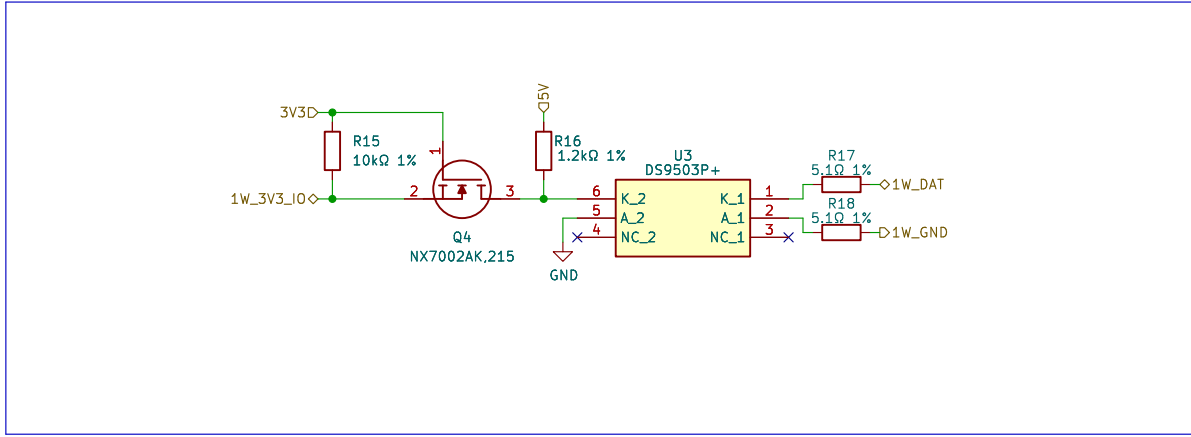 5V
3V3
R15
10kΩ 1%
1
R16
1.2kΩ 1%
U3
DS9503P+
R17
5.1Ω 1%
1W_3V3_IO
2
3
6
K_2
K_1
1
1W_DAT
5
A_2
A_1
2
R18
5.1Ω 1%
1W_GND
4
NC_2
NC_1
3
Q4
NX7002AK,215
GND